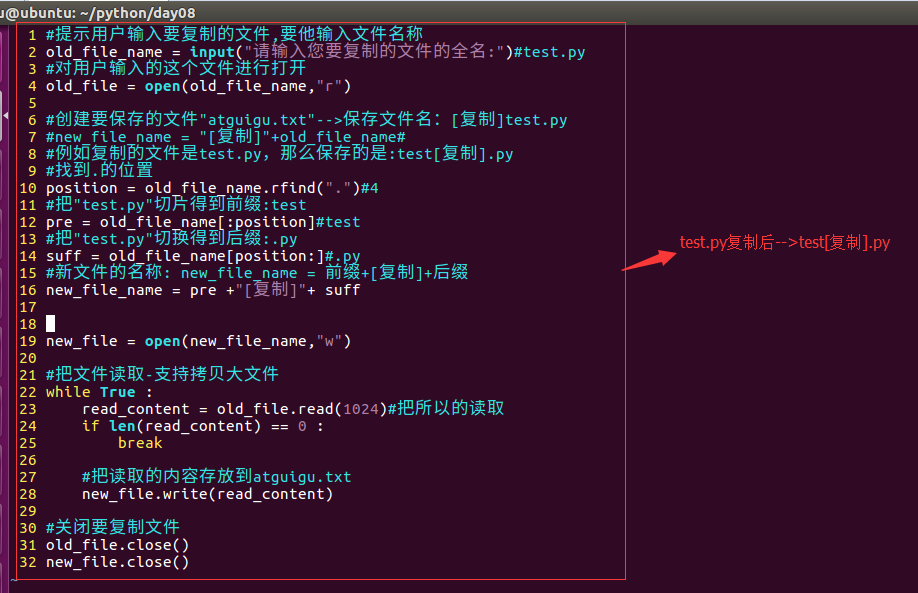 u@ubuntu: ~/python/day08
1 #提示用户输入要复制的文件,要他输入文件名称
2 old_file_name = input("请输入您要复制的文件的全名:")#test.py
3 #对用户输入的这个文件进行打开
4 old_file = open(old_file_name,"r")
5
6 #创建要保存的文件"atguigu.txt"-->保存文件名：[复制]test.py
7 #new_file_name = "[复制]"+old_file_name#
8 #例如复制的文件是test.py，那么保存的是:test[复制].py
9 #找到.的位置
10 position = old_file_name.rfind(".")#4
11 #把"test.py"切片得到前缀:test
12 pre = old_file_name[:position]#test
13 #把"test.py"切换得到后缀:.py
14 suff = old_file_name[position:]#.py
15 #新文件的名称：new_file_name = 前缀+[复制]+后缀
16 new_file_name = pre +"[复制]"+ suff
17
18
19 new_file = open(new_file_name,"w")
20
21 #把文件读取-支持拷贝大文件
22 while True :
23     read_content = old_file.read(1024)#把所以的读取
24     if len(read_content) == 0 :
25         break
26
27     #把读取的内容存放到atguigu.txt
28     new_file.write(read_content)
29
30 #关闭要复制文件
31 old_file.close()
32 new_file.close()
~
test.py复制后-->test[复制].py